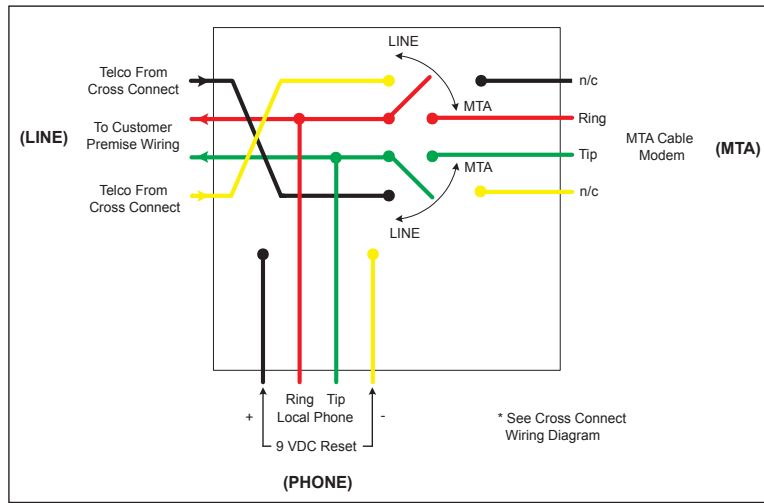 LINE
Telco From
Cross Connect
n/c
MTA
Ring
(LINE)
To Customer
Premise Wiring
MTA Cable
Modem
(MTA)
Tip
MTA
Telco From
Cross Connect
n/c
LINE
Ring Tip
+ Local Phone -
9 VDC Reset
* See Cross Connect
Wiring Diagram
(PHONE)